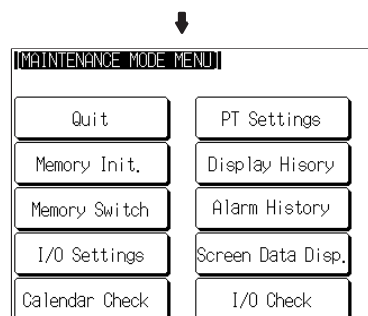 [MAINTENANCE MODE MENU]
Quit
PT Settings
Memory Init.
Display Hisory
Memory Switch
Alarm History
I/O Settings
Screen Data Disp.
Calendar Check
I/O Check